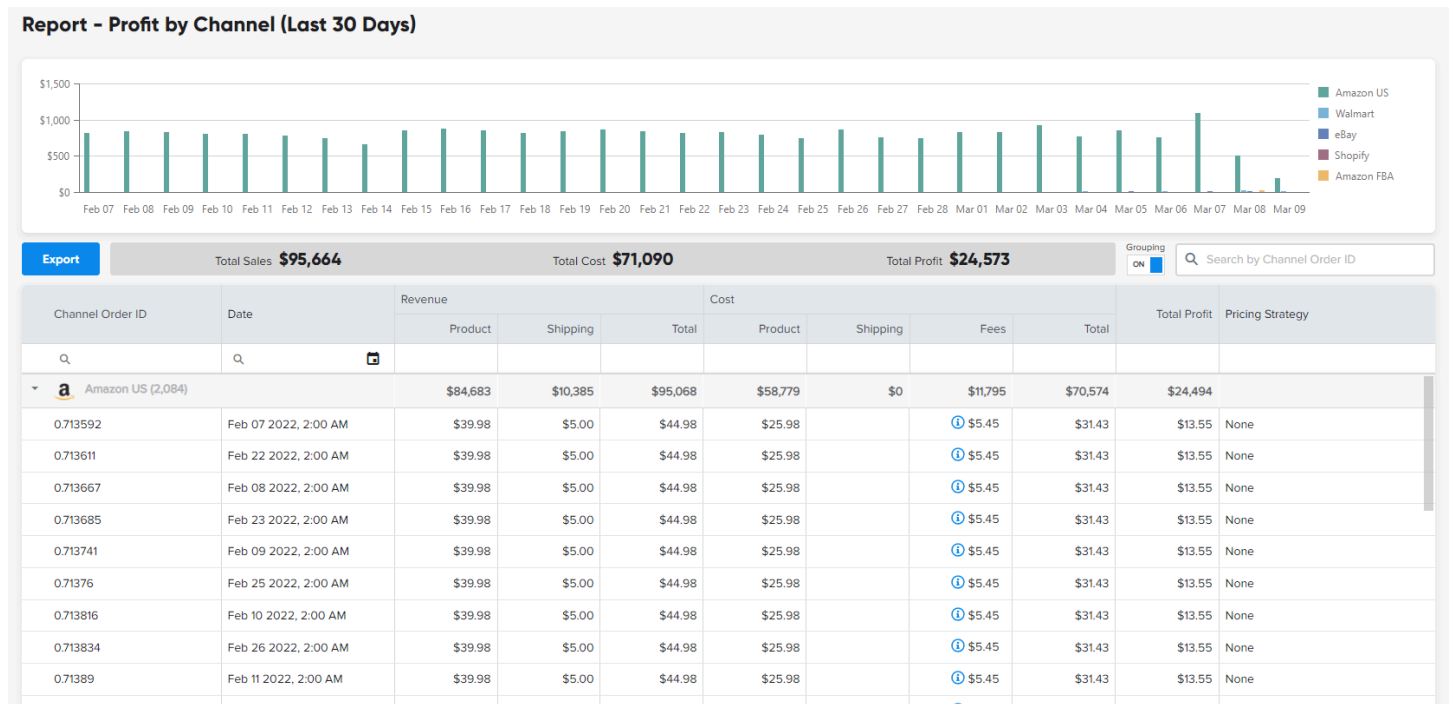 Report - Profit by Channel (Last 30 Days)
$1,500
$1,000
$500
$0
Feb 07 Feb 08 Feb 09 Feb 10 Feb 11 Feb 12 Feb 13 Feb 14 Feb 15 Feb 16 Feb 17 Feb 18 Feb 19 Feb 20 Feb 21 Feb 22 Feb 23 Feb 24 Feb 25 Feb 26 Feb 27 Feb 28 Mar 01 Mar 02 Mar 03 Mar 04 Mar 05 Mar 06 Mar 07 Mar 08 Mar 09
Amazon US
Walmart
eBay
Shopify
Amazon FBA
Export Total Sales $95,664 Total Cost $71,090 Total Profit $24,573
Grouping
ON
Search by Channel Order ID
Channel Order ID Date Revenue Cost Total Profit Pricing Strategy
Product Shipping Total Product Shipping Fees Total
a Amazon US (2,084) $84,683 $10,385 $95,068 $58,779 $0 $11,795 $70,574 $24,494
0.713592 Feb 07 2022, 2:00 AM $39.98 $5.00 $44.98 $25.98 $5.45 $31.43 $13.55 None
0.713611 Feb 22 2022, 2:00 AM $39.98 $5.00 $44.98 $25.98 $5.45 $31.43 $13.55 None
0.713667 Feb 08 2022, 2:00 AM $39.98 $5.00 $44.98 $25.98 $5.45 $31.43 $13.55 None
0.713685 Feb 23 2022, 2:00 AM $39.98 $5.00 $44.98 $25.98 $5.45 $31.43 $13.55 None
0.713741 Feb 09 2022, 2:00 AM $39.98 $5.00 $44.98 $25.98 $5.45 $31.43 $13.55 None
0.71376 Feb 25 2022, 2:00 AM $39.98 $5.00 $44.98 $25.98 $5.45 $31.43 $13.55 None
0.713816 Feb 10 2022, 2:00 AM $39.98 $5.00 $44.98 $25.98 $5.45 $31.43 $13.55 None
0.713834 Feb 26 2022, 2:00 AM $39.98 $5.00 $44.98 $25.98 $5.45 $31.43 $13.55 None
0.71389 Feb 11 2022, 2:00 AM $39.98 $5.00 $44.98 $25.98 $5.45 $31.43 $13.55 None